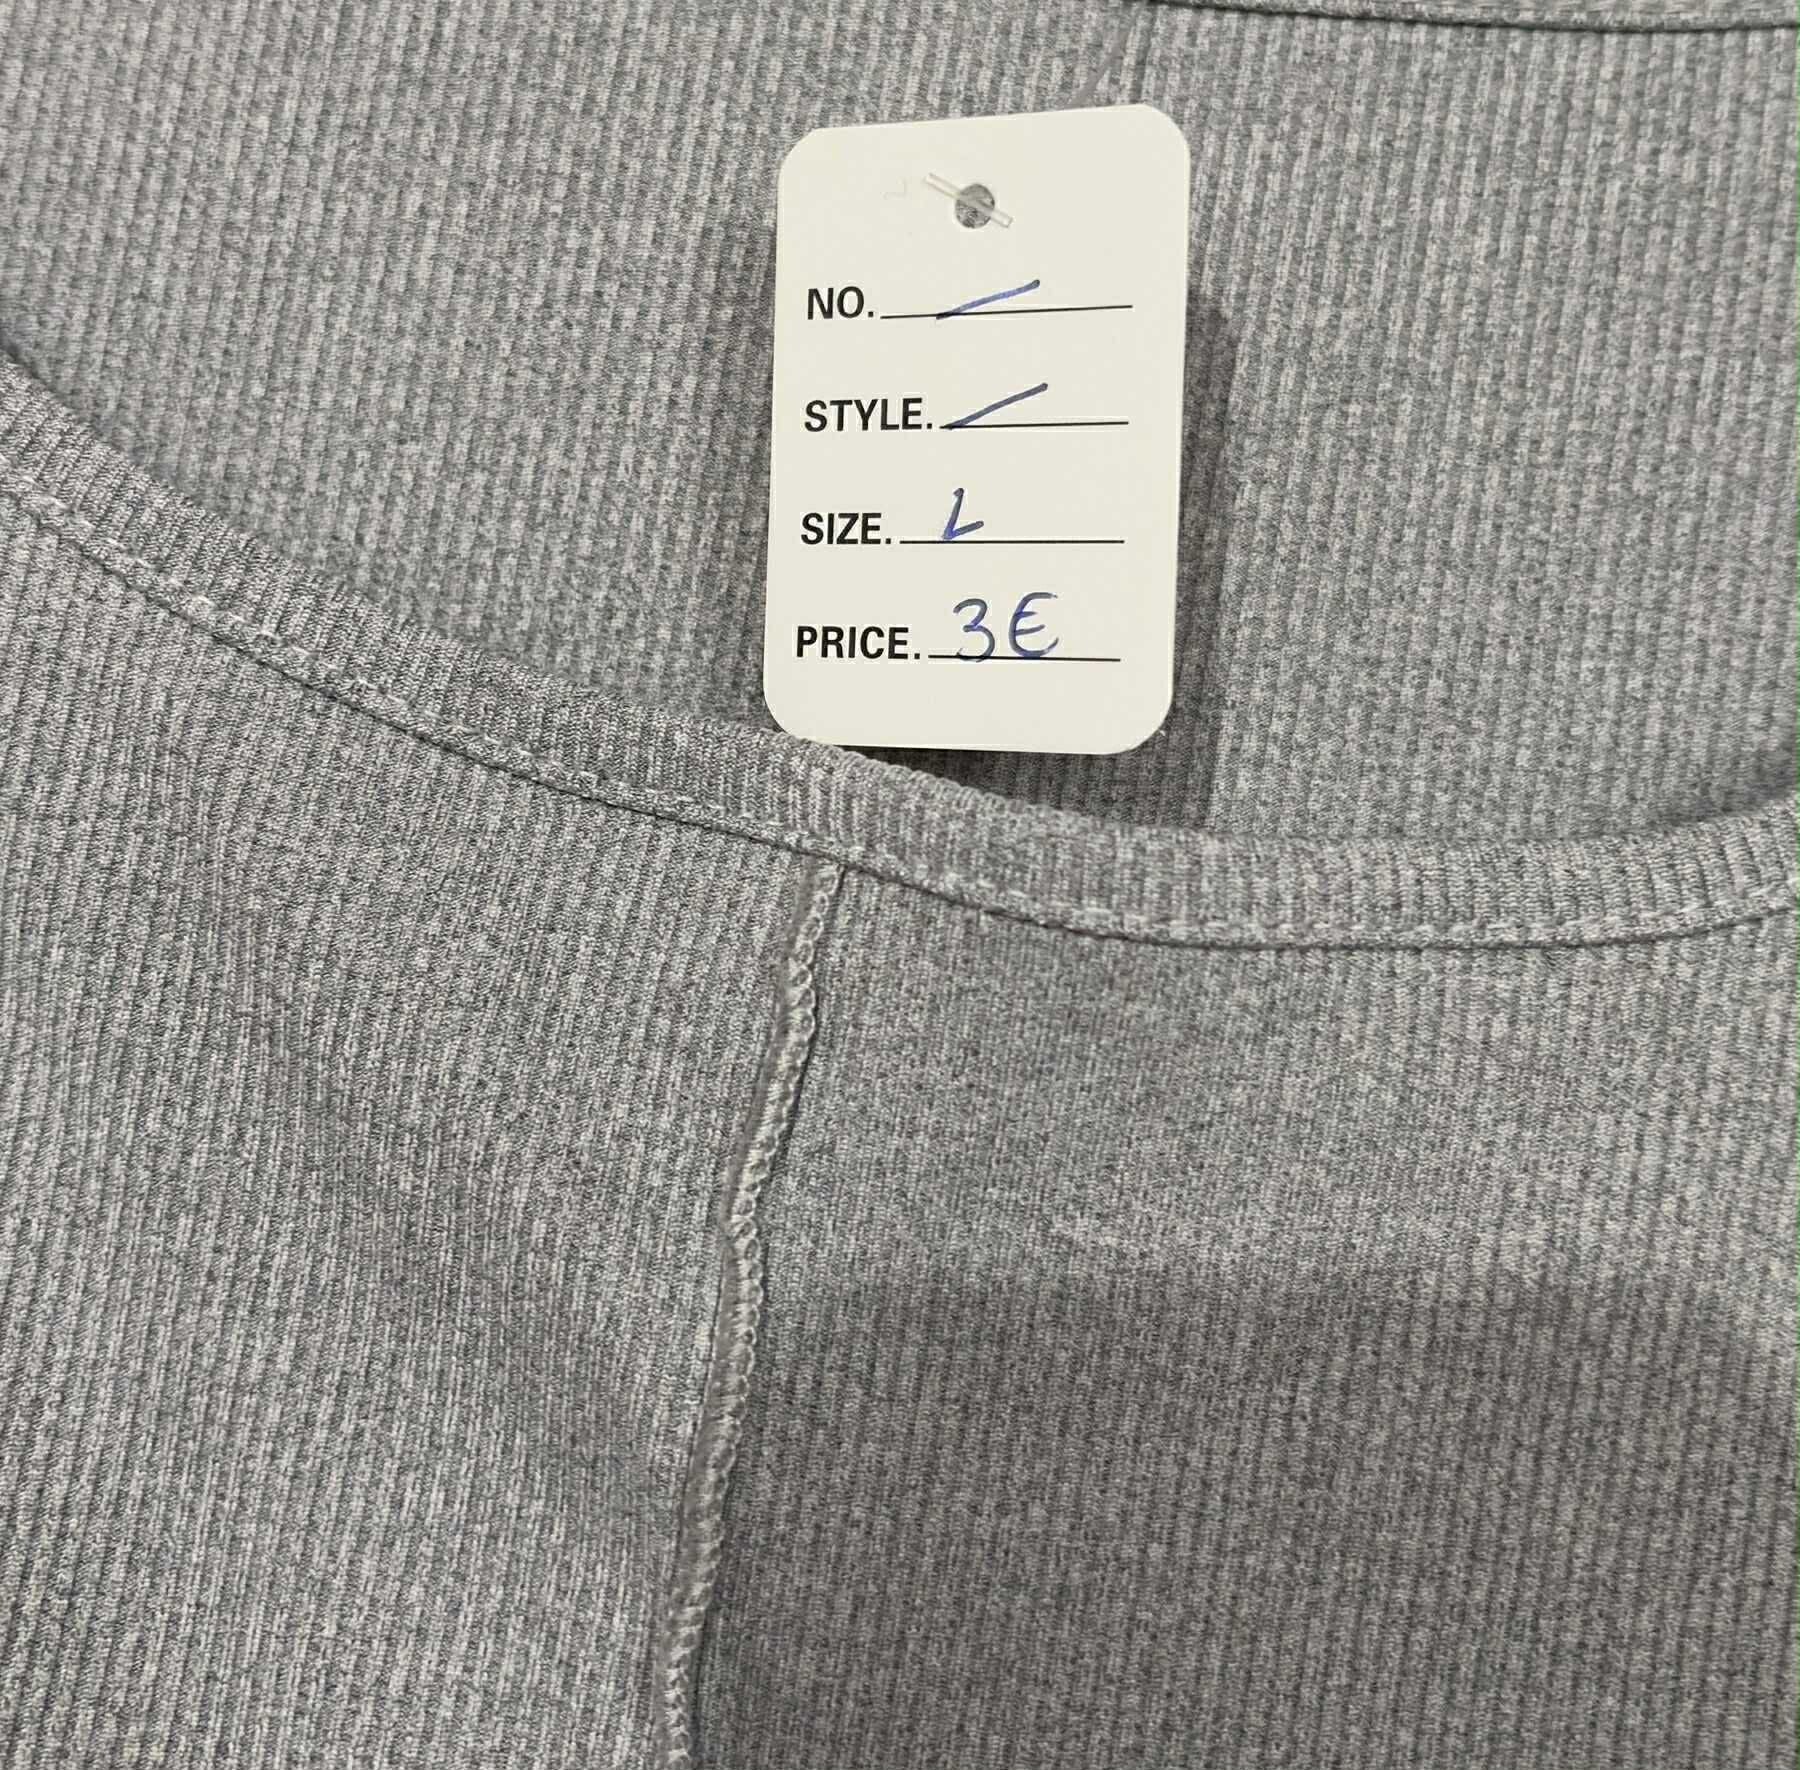 NO. /
STYLE. /
SIZE. L
PRICE. 3€